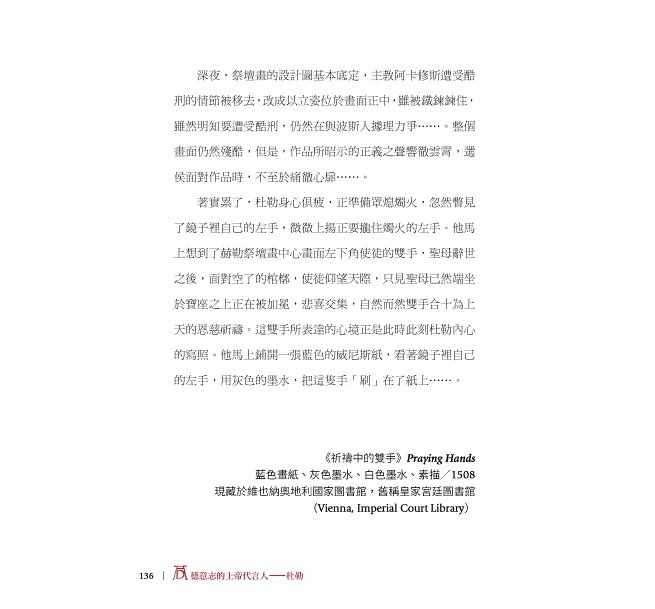 深夜，祭壇畫的設計圖基本底定，主教阿卡修斯遭受酷
刑的情節被移去，改成以立姿位於畫面正中，雖被鐵鍊鍊住，
雖然明知要遭受酷刑，仍然在與波斯人據理力爭⋯⋯。整個
畫面仍然殘酷，但是，作品所昭示的正義之聲響徹雲霄，選
侯面對作品時，不至於痛徹心扉⋯⋯。
著實累了，杜勒身心俱疲，正準備罩熄燭火，忽然瞥見
了鏡子裡自己的左手，微微上揚正要攏住燭火的左手。他馬
上想到了赫勒祭壇畫中心畫面左下角使徒的雙手，聖母辭世
之後，面對空了的棺槨，使徒仰望天際，只見聖母已然端坐
於寶座之上正在被加冕，悲喜交集，自然而然雙手合十為上
天的恩慈祈禱。這雙手所表達的心境正是此時此刻杜勒內心
的寫照。他馬上鋪開一張藍色的威尼斯紙，看著鏡子裡自己
的左手，用灰色的墨水，把這隻手「刷」在了紙上⋯⋯。
《祈禱中的雙手》Praying Hands
藍色畫紙、灰色墨水、白色墨水、素描／1508
現藏於維也納奧地利國家圖書館，舊稱皇家宮廷圖書館
（Vienna, Imperial Court Library）
136 | 德意志的上帝代言人——杜勒